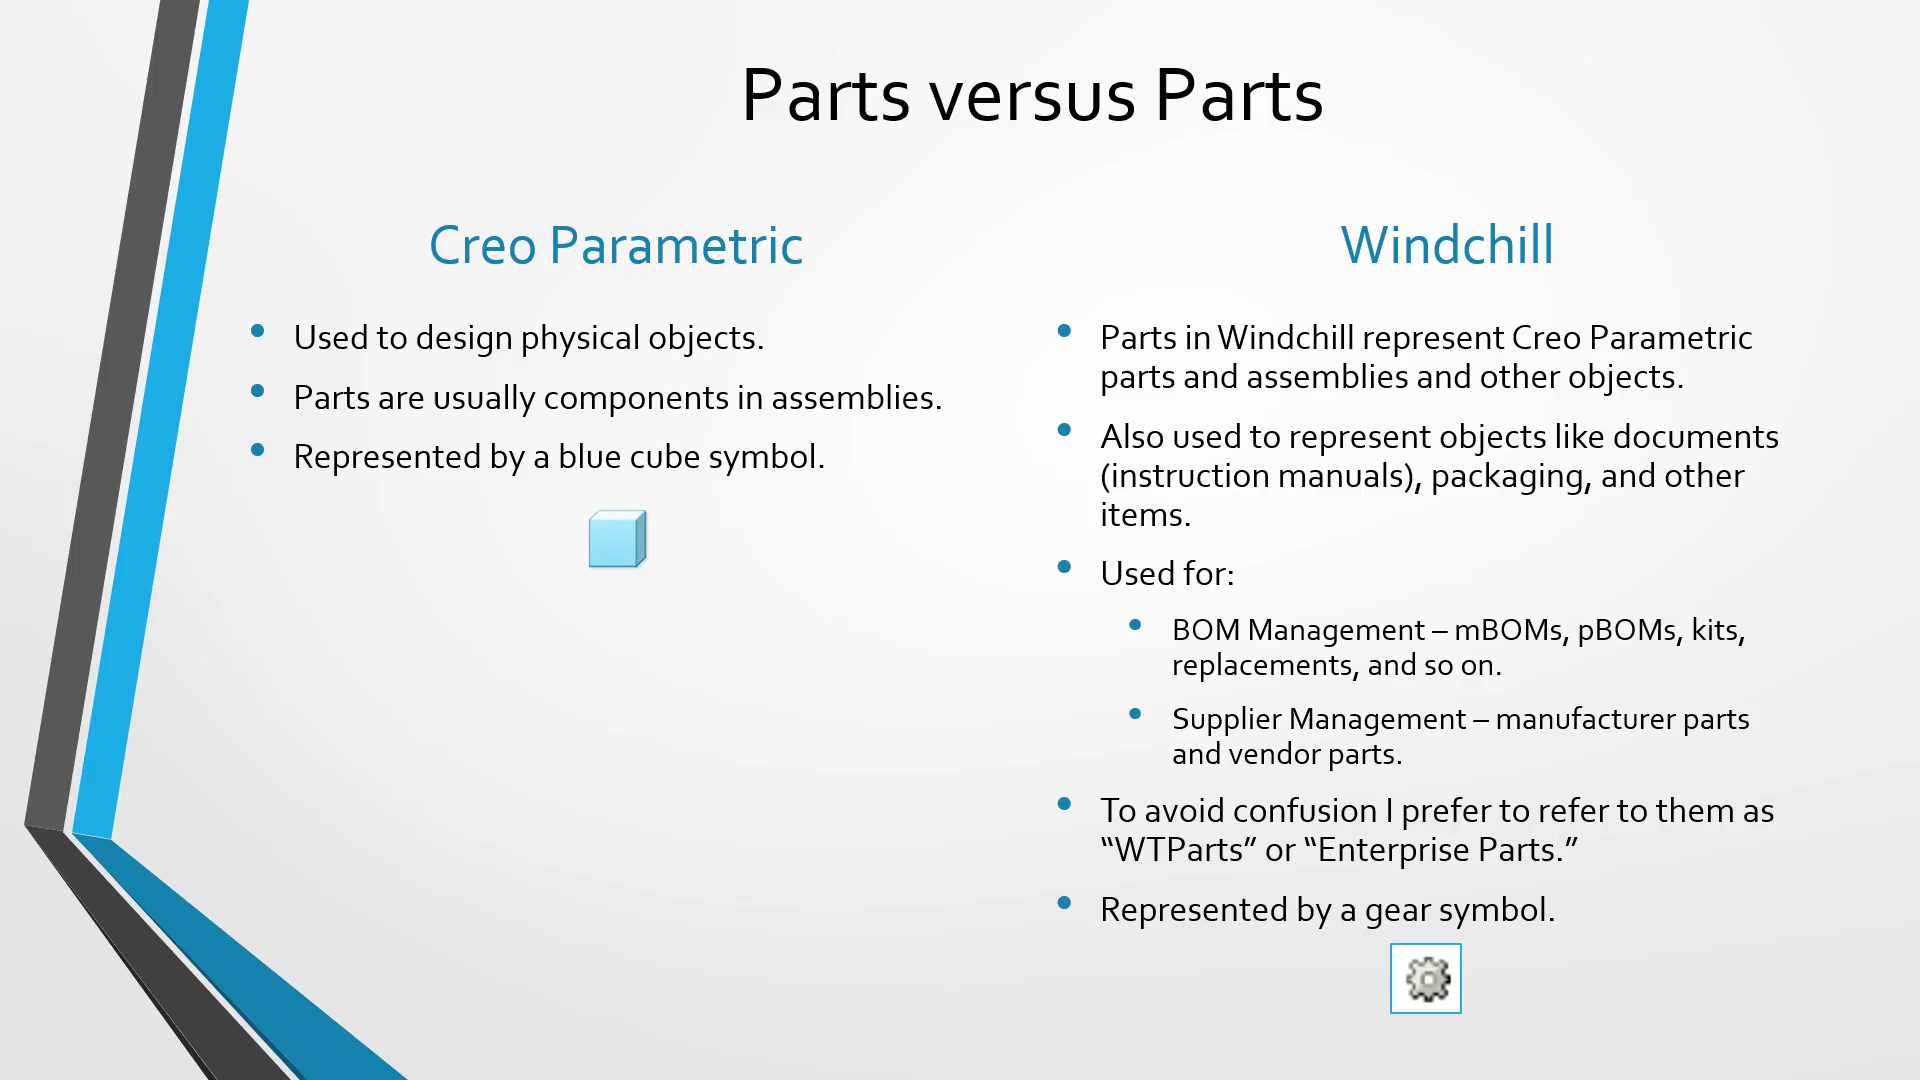 Parts versus Parts
Creo Parametric
• Used to design physical objects.
• Parts are usually components in assemblies.
• Represented by a blue cube symbol.
Windchill
• Parts in Windchill represent Creo Parametric
parts and assemblies and other objects.
• Also used to represent objects like documents
(instruction manuals), packaging, and other
items.
• Used for:
• BOM Management – mBOMs, pBOMs, kits,
replacements, and so on.
• Supplier Management – manufacturer parts
and vendor parts.
• To avoid confusion I prefer to refer to them as
“WTParts” or “Enterprise Parts.”
• Represented by a gear symbol.